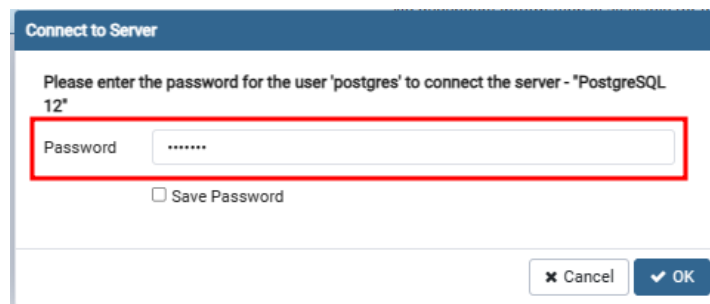 Connect to Server
Please enter the password for the user 'postgres' to connect the server - "PostgreSQL
12"
Password •••••••
Save Password
✖ Cancel ✔ OK